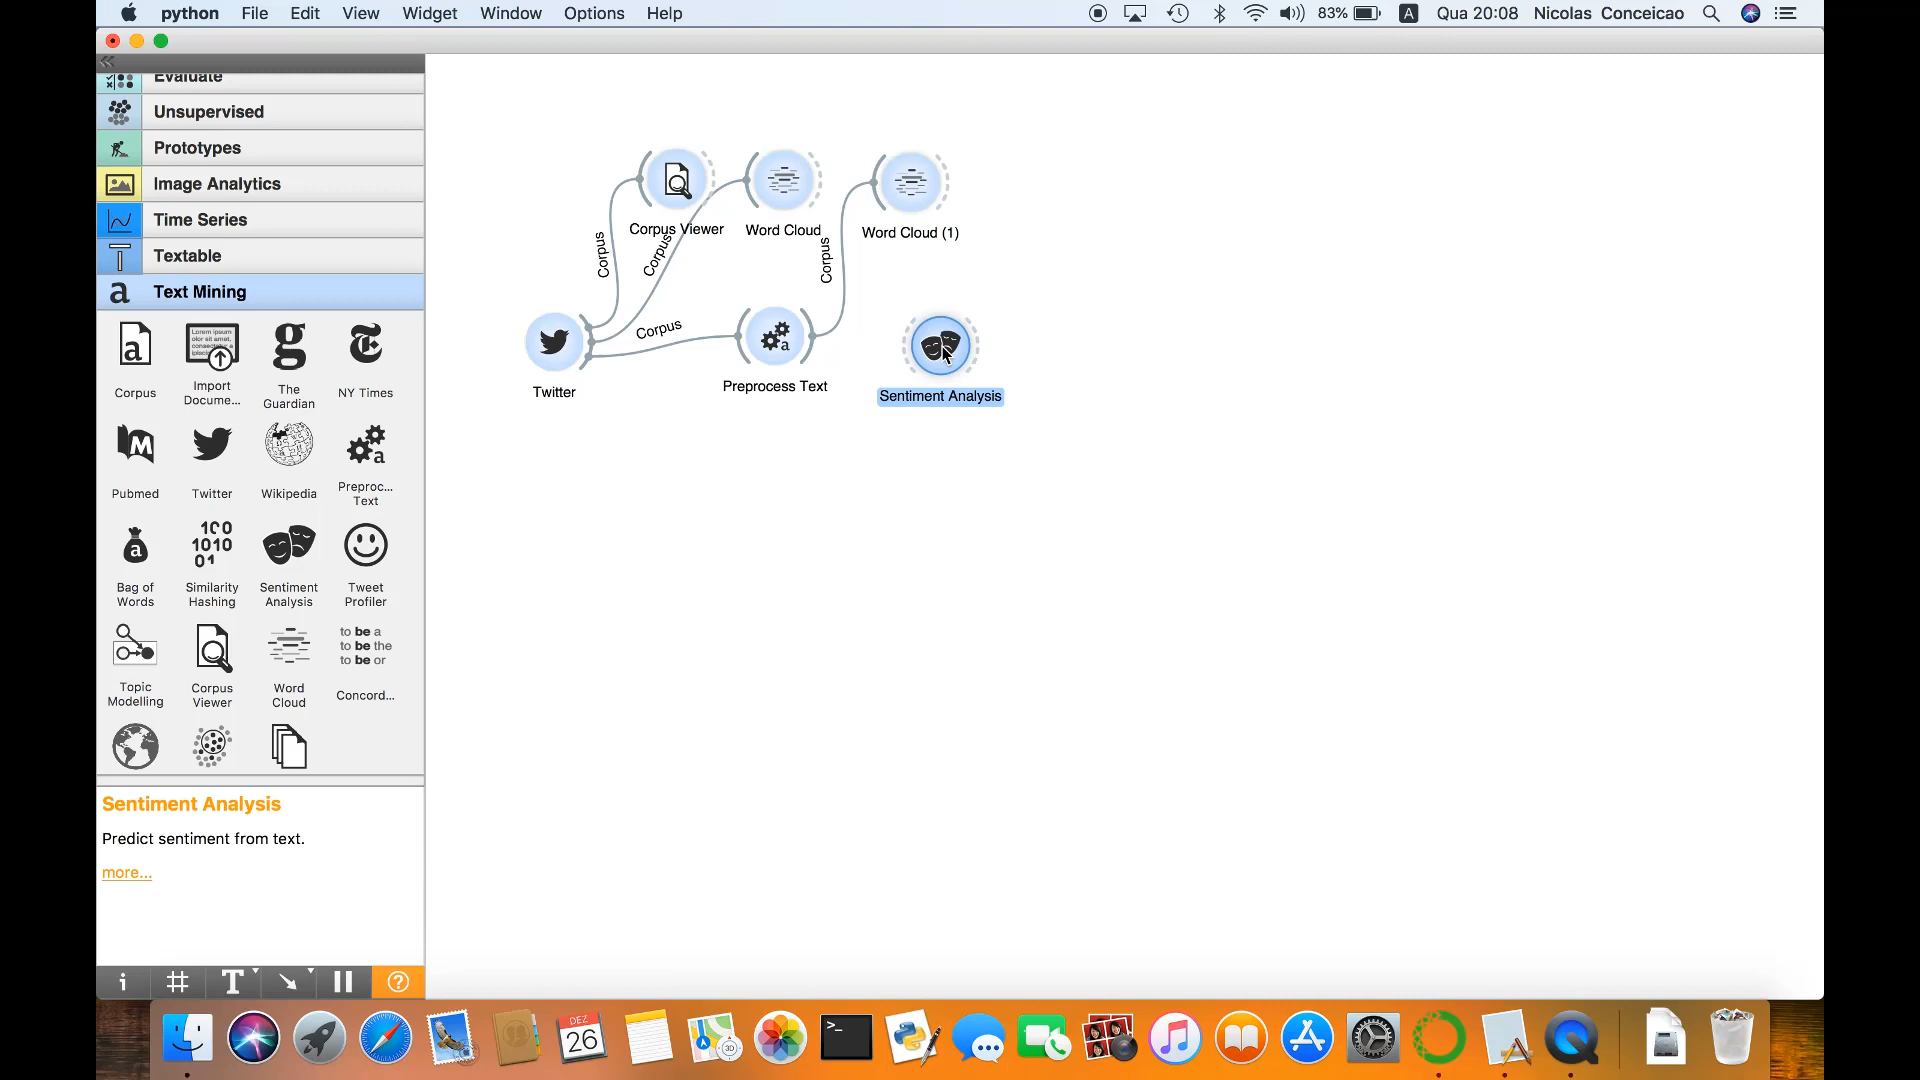 python File Edit View Widget Window Options Help 83% A Qua 20:08 Nicolas Conceicao
Evaluate
Unsupervised
Prototypes
Image Analytics
Time Series
Textable
a Text Mining
Corpus
Import Docume...
The Guardian
NY Times
Pubmed
Twitter
Wikipedia
Preproc... Text
Bag of Words
Similarity Hashing
Sentiment Analysis
Tweet Profiler
to be a
to be the
to be or
Topic Modelling
Corpus Viewer
Word Cloud
Concord...
Sentiment Analysis
Predict sentiment from text.
more...
Corpus Viewer
Word Cloud
Word Cloud (1)
Corpus
Corpus
Corpus
Corpus
Twitter
Preprocess Text
Sentiment Analysis
DEZ
26
3D